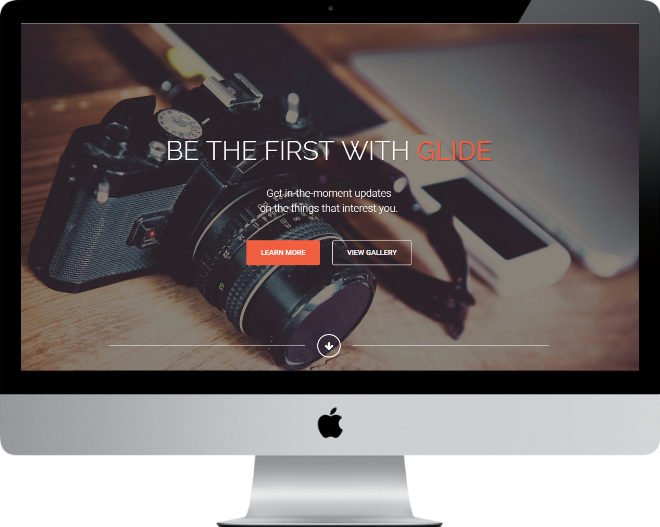 BE THE FIRST WITH GLIDE
Get in-the-moment updates
on the things that interest you.
LEARN MORE
VIEW GALLERY